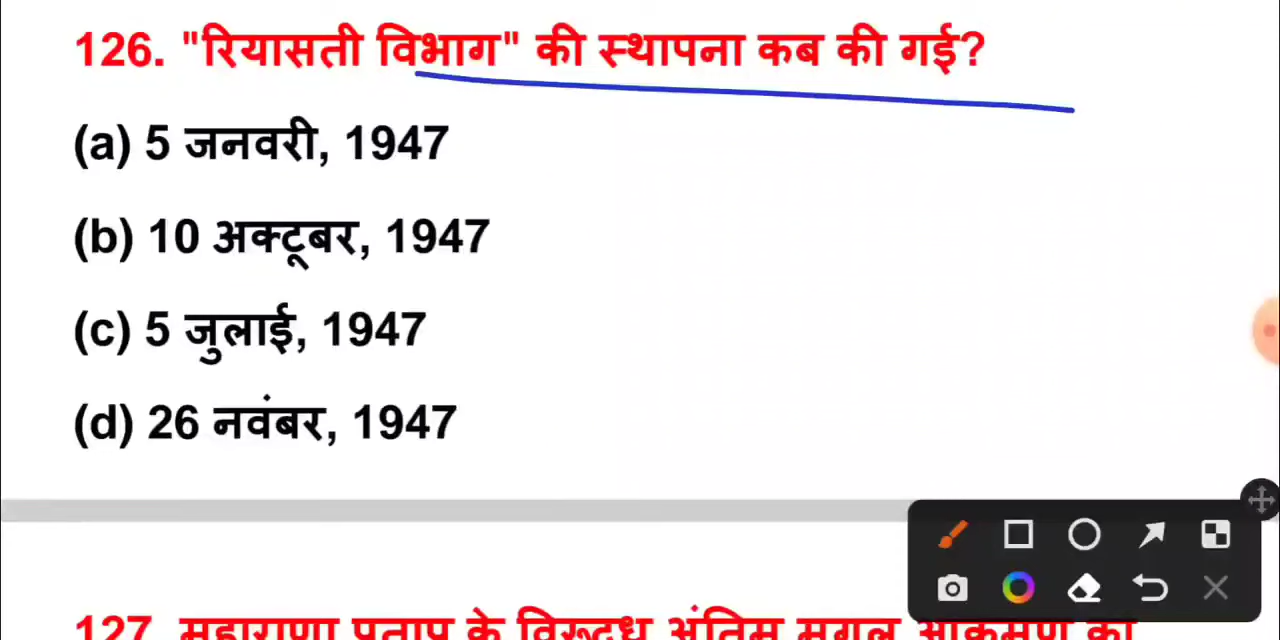 126. "रियासती विभाग" की स्थापना कब की गई?
(a) 5 जनवरी, 1947
(b) 10 अक्टूबर, 1947
(c) 5 जुलाई, 1947
(d) 26 नवंबर, 1947
127. महाराणा प्रताप के विरूद्ध अंतिम मुगल आक्रमण का